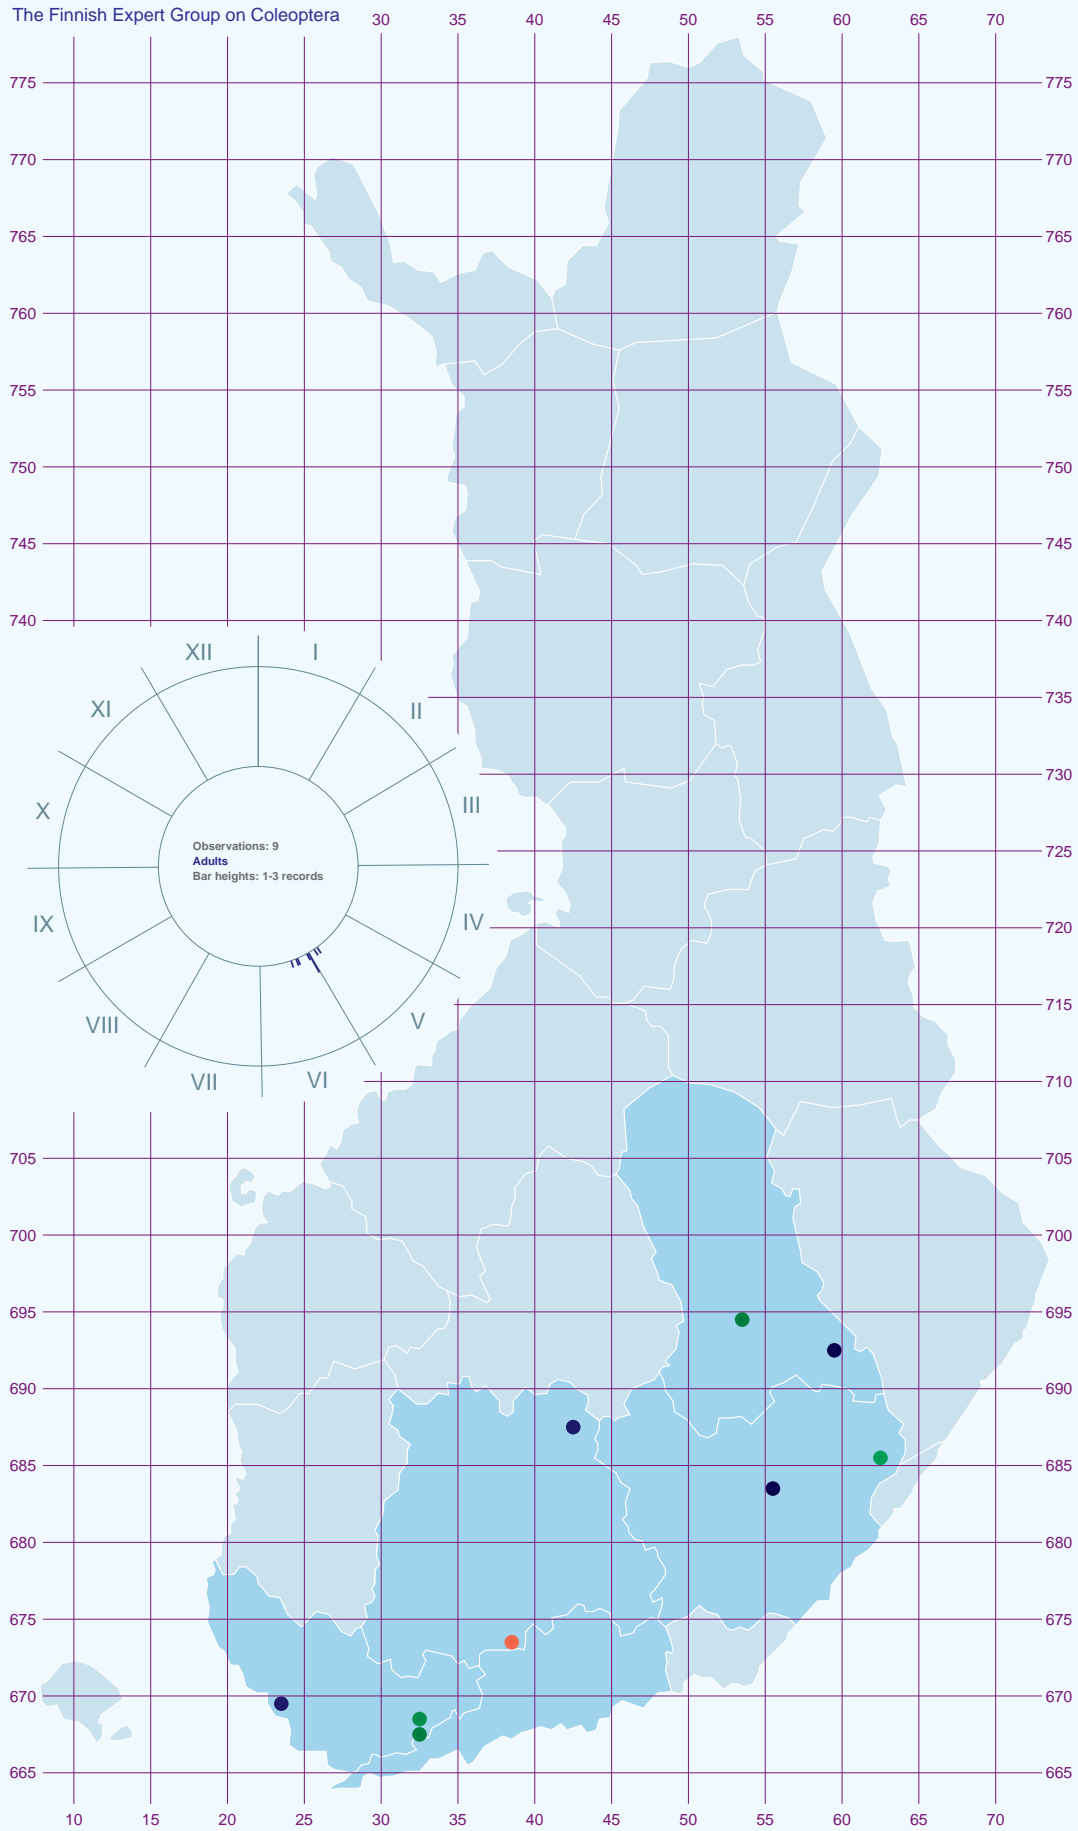 The Finnish Expert Group on Coleoptera
30 35 40 45 50 55 60 65 70
775 775
770 770
765 765
760 760
755 755
750 750
745 745
740 740
XII I
XI II
735
730
X III
Observations: 9
Adults
Bar heights: 1-3 records
725
IX IV
720
VIII V
715
VII VI
710
705 705
700 700
695 695
690 690
685 685
680 680
675 675
670 670
665 665
10 15 20 25 30 35 40 45 50 55 60 65 70